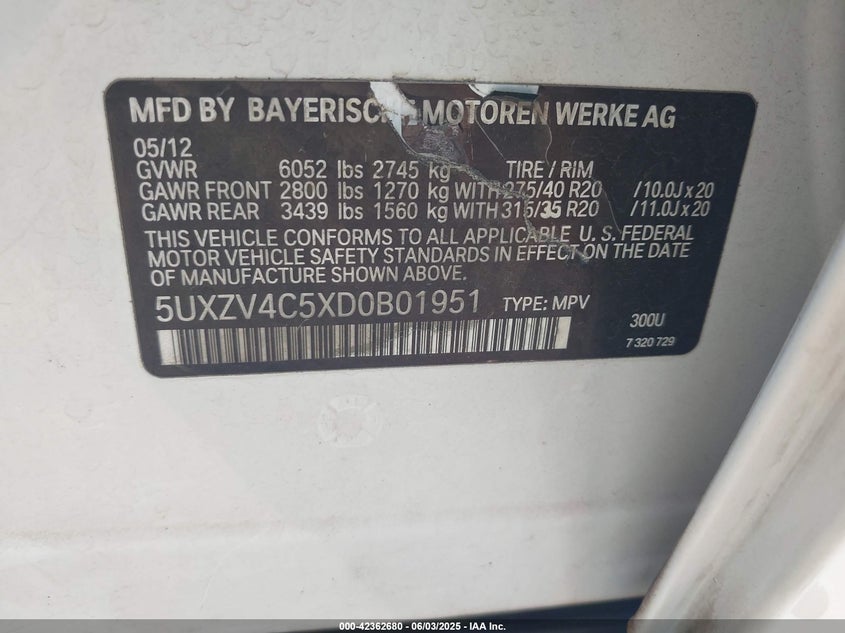 MFD BY BAYERISCHE MOTOREN WERKE AG
05/12
GVWR 6052 lbs 2745 kg TIRE / RIM
GAWR FRONT 2800 lbs 1270 kg WITH 275/40 R20 /10.0J x 20
GAWR REAR 3439 lbs 1560 kg WITH 315/35 R20 /11.0J x 20
THIS VEHICLE CONFORMS TO ALL APPLICABLE U. S. FEDERAL
MOTOR VEHICLE SAFETY STANDARDS IN EFFECT ON THE DATE
OF MANUFACTURE SHOWN ABOVE.
5UXZV4C5XD0B01951 TYPE: MPV
300U
7 320 729
000-42362680 - 06/03/2025 - IAA Inc.